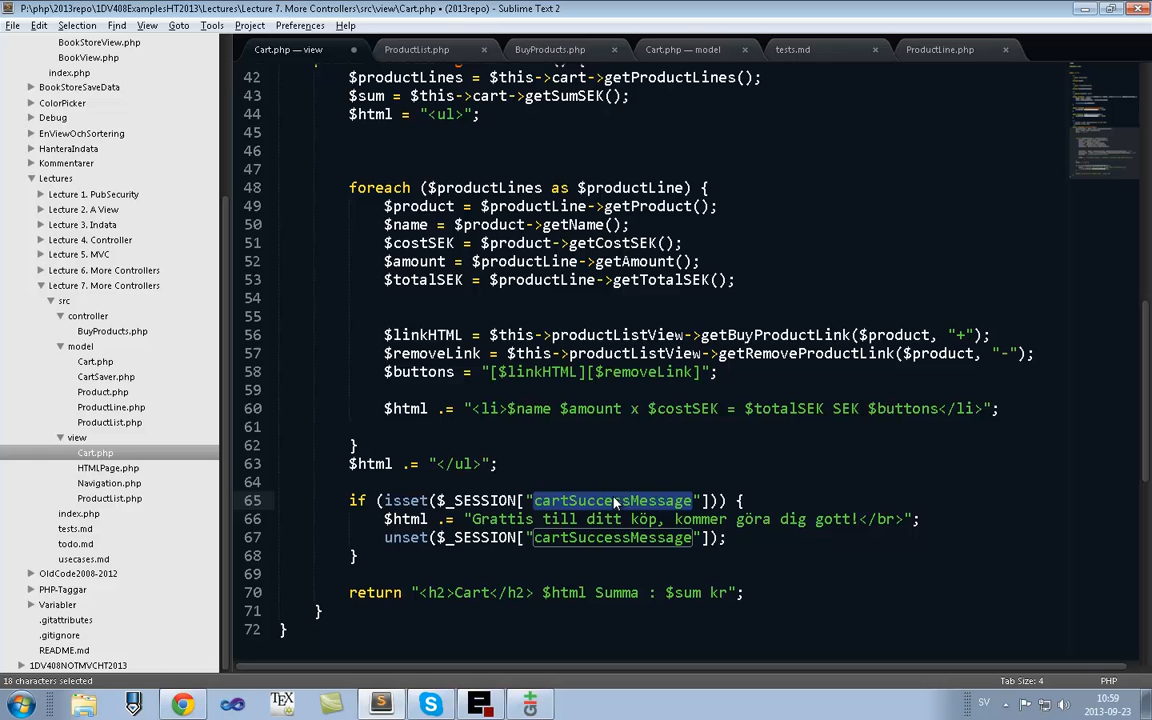 P:\php\2013repo\1DV408ExamplesHT2013\Lectures\Lecture 7. More Controllers\src\view\Cart.php • (2013repo) - Sublime Text 2
File Edit Selection Find View Goto Tools Project Preferences Help
Cart.php — view ProductList.php BuyProducts.php Cart.php — model tests.md ProductLine.php
BookStoreView.php
BookView.php
index.php
BookStoreSaveData
ColorPicker
Debug
EnViewOchSortering
HanteraIndata
Kommentarer
Lectures
Lecture 1. PubSecurity
Lecture 2. A View
Lecture 3. Indata
Lecture 4. Controller
Lecture 5. MVC
Lecture 6. More Controllers
Lecture 7. More Controllers
src
controller
BuyProducts.php
model
Cart.php
CartSaver.php
Product.php
ProductLine.php
ProductList.php
view
Cart.php
HTMLPage.php
Navigation.php
ProductList.php
index.php
tests.md
todo.md
usecases.md
OldCode2008-2012
PHP-Taggar
Variabler
.gitattributes
.gitignore
README.md
1DV408NOTMVCHT2013
42 $productLines = $this->cart->getProductLines();
43 $sum = $this->cart->getSumSEK();
44 $html = "<ul>";
45
46
47
48 foreach ($productLines as $productLine) {
49 $product = $productLine->getProduct();
50 $name = $product->getName();
51 $costSEK = $product->getCostSEK();
52 $amount = $productLine->getAmount();
53 $totalSEK = $productLine->getTotalSEK();
54
55
56 $linkHTML = $this->productListView->getBuyProductLink($product, "+");
57 $removeLink = $this->productListView->getRemoveProductLink($product, "-");
58 $buttons = "[$linkHTML][$removeLink]";
59
60 $html .= "<li>$name $amount x $costSEK = $totalSEK SEK $buttons</li>";
61
62 }
63 $html .= "</ul>";
64
65 if (isset($_SESSION["cartSuccessMessage"])) {
66 $html .= "Grattis till ditt köp, kommer göra dig gott!</br>";
67 unset($_SESSION["cartSuccessMessage"]);
68 }
69
70 return "<h2>Cart</h2> $html Summa : $sum kr";
71 }
72 }
18 characters selected Tab Size: 4 PHP
SV 10:59
2013-09-23